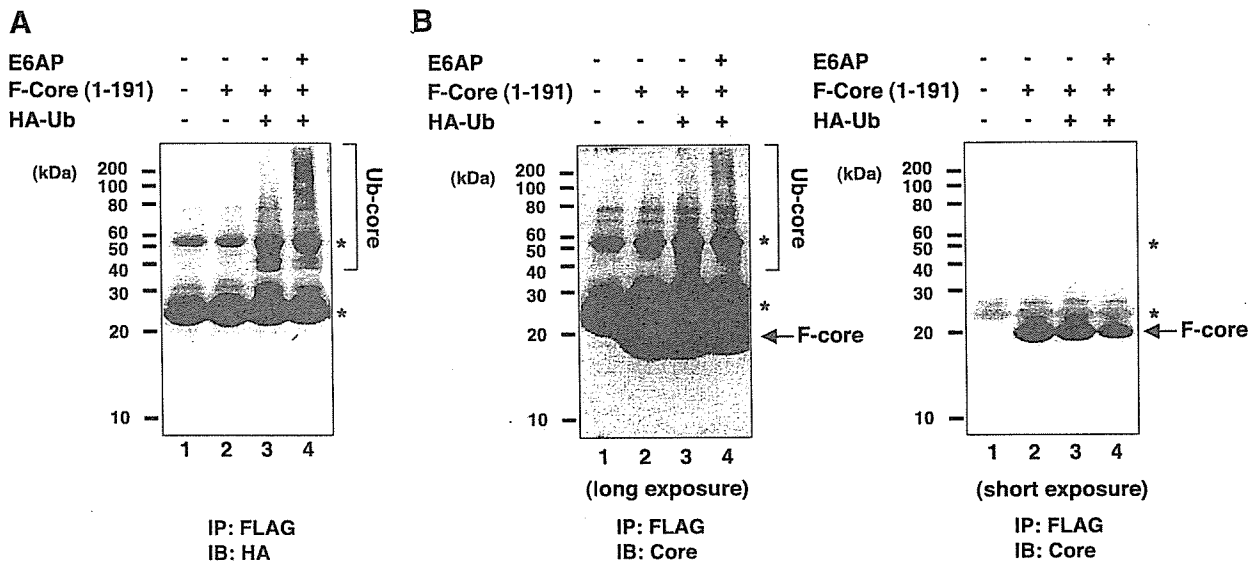 A
E6AP - - - +
F-Core (1-191) - + + +
HA-Ub - - + +
(kDa)
200
100
80
60
50
40
30
20
10
Ub-core
*
*
1 2 3 4
IP: FLAG
IB: HA
B
E6AP - - - +
F-Core (1-191) - + + +
HA-Ub - - + +
(kDa)
200
100
80
60
50
40
30
20
10
Ub-core
*
*
F-core
1 2 3 4
(long exposure)
IP: FLAG
IB: Core
E6AP - - - +
F-Core (1-191) - + + +
HA-Ub - - + +
(kDa)
200
100
80
60
50
40
30
20
10
*
*
F-core
1 2 3 4
(short exposure)
IP: FLAG
IB: Core